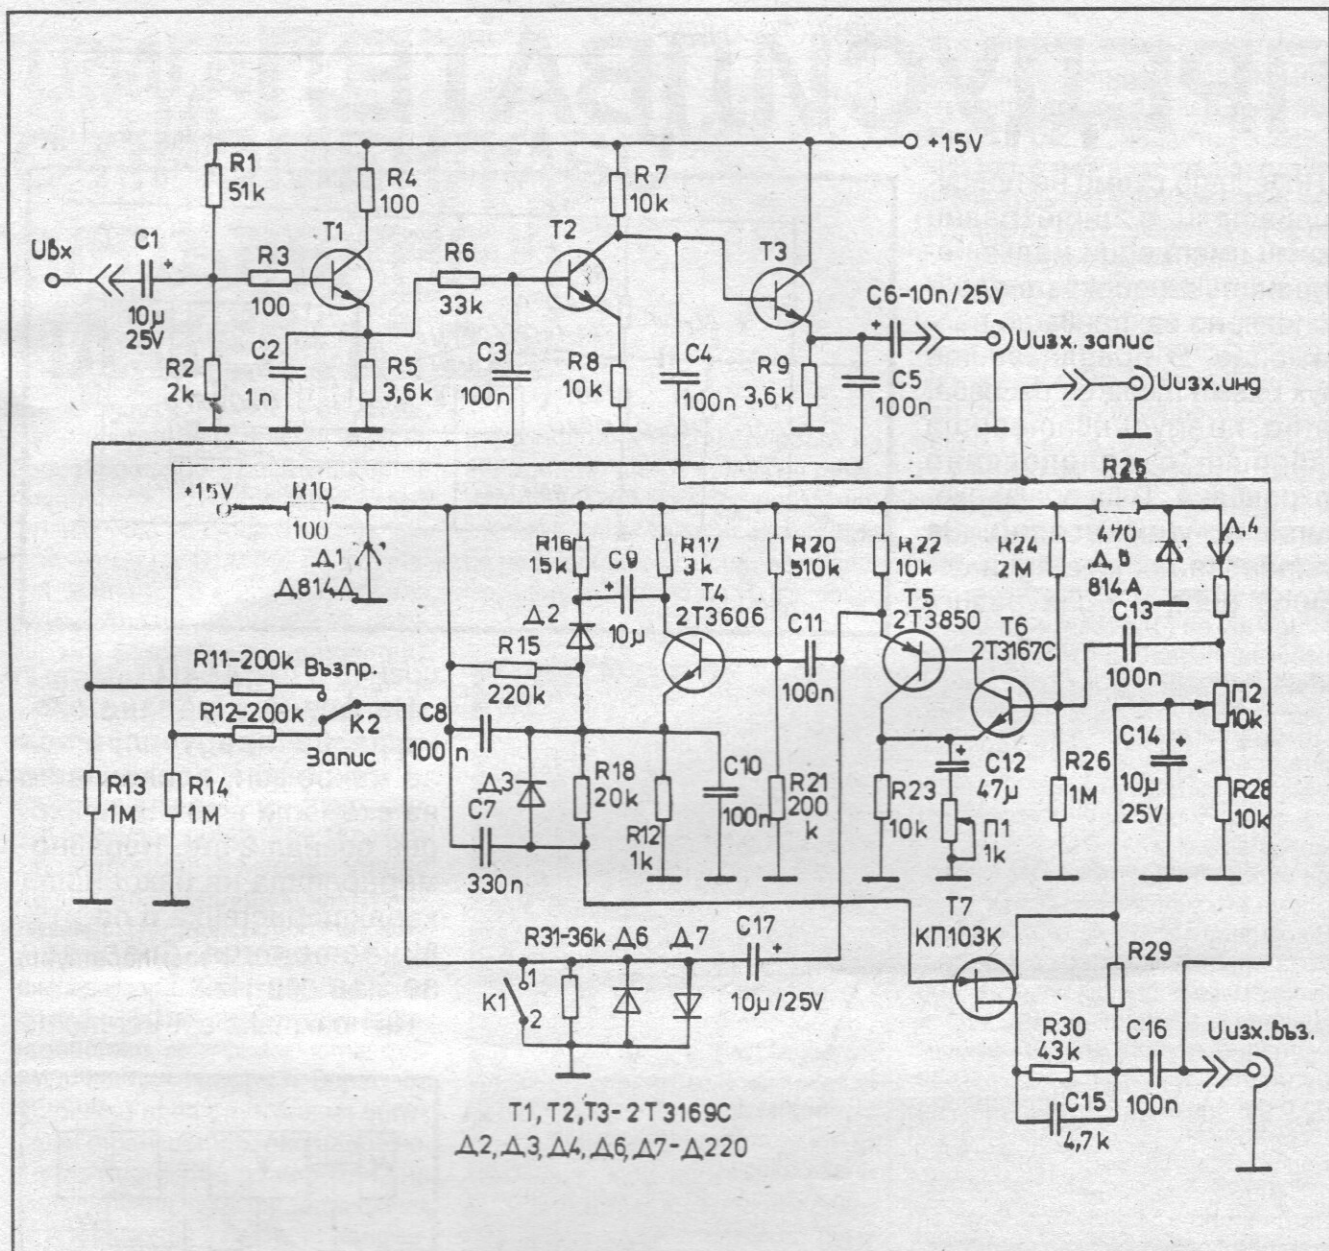 +15V
R1
51k
R4
100
R7
10k
Uвх
C1
+
10µ
25V
R3
100
T1
R6
33k
T2
T3
C6-10n/25V
+
Uизх. запис
R2
2k
C2
1n
R5
3,6k
C3
100n
R8
10k
C4
100n
R9
3,6k
C5
100n
Uизх.инд
+15V
R10
100
Д1
Д814Д
R16
15k
C9
+
10µ
R17
3k
T4
2T3606
R20
510k
R22
10k
T5
2T3850
R24
2M
T6
2T3167C
R25
470
Д5
814A
Д4
Д2
R15
220k
C11
100n
C13
100n
R11-200k
Възпр.
R12-200k
K2
Запис
C8
100n
П2
10k
C14
+
10µ
25V
R13
1M
R14
1M
C7
330n
Д3
R18
20k
R12
1k
C10
100n
R21
200
k
R23
10k
+
C12
47µ
П1
1k
R26
1M
R28
10k
T7
КП103К
R31-36k
Д6
Д7
C17
+
10µ/25V
K1
1
2
R29
R30
43k
C15
4,7k
C16
100n
Uизх.въз.
T1, T2,T3-2T3169C
Д2,Д3,Д4,Д6,Д7-Д220